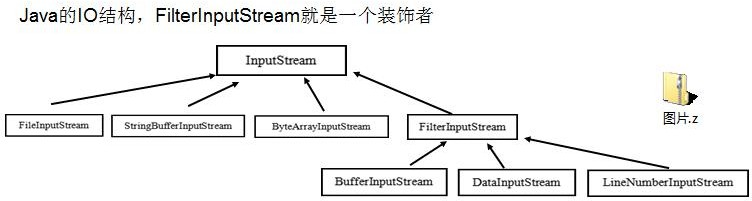 Java的IO结构，FilterInputStream就是一个装饰者
InputStream
图片.z
FileInputStream
StringBufferInputStream
ByteArrayInputStream
FilterInputStream
BufferInputStream
DataInputStream
LineNumberInputStream